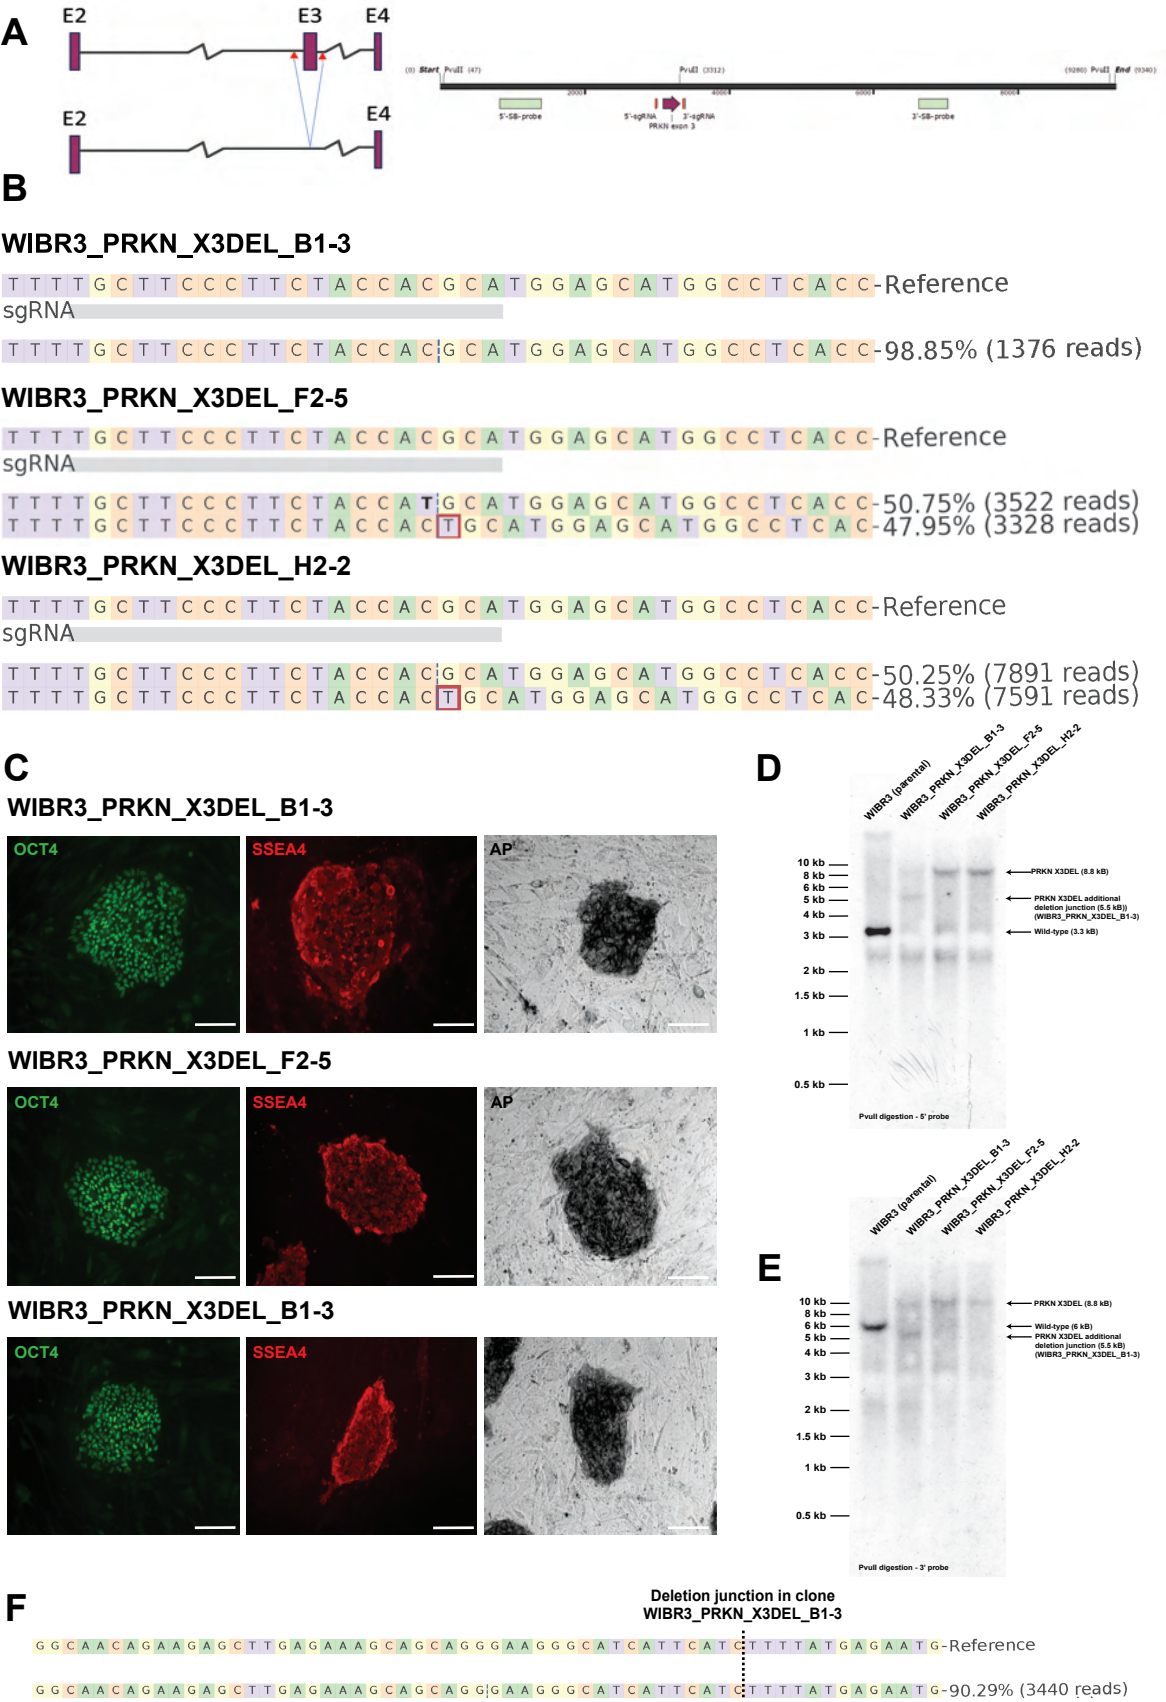 A
E2 E3 E4
E2 E4
(0) Start PvuII (47) PvuII (3312) (9280) PvuII End (9340)
2000 4000 6000 8000
5'-SB-probe 5'-sgRNA 3'-sgRNA 3'-SB-probe
PRKN exon 3
B
WIBR3_PRKN_X3DEL_B1-3
T T T T G C T T C C C T T C T A C C A C G C A T G G A G C A T G G C C T C A C C -Reference
sgRNA
T T T T G C T T C C C T T C T A C C A C G C A T G G A G C A T G G C C T C A C C -98.85% (1376 reads)
WIBR3_PRKN_X3DEL_F2-5
T T T T G C T T C C C T T C T A C C A C G C A T G G A G C A T G G C C T C A C C -Reference
sgRNA
T T T T G C T T C C C T T C T A C C A T G C A T G G A G C A T G G C C T C A C C -50.75% (3522 reads)
T T T T G C T T C C C T T C T A C C A C T G C A T G G A G C A T G G C C T C A C -47.95% (3328 reads)
WIBR3_PRKN_X3DEL_H2-2
T T T T G C T T C C C T T C T A C C A C G C A T G G A G C A T G G C C T C A C C -Reference
sgRNA
T T T T G C T T C C C T T C T A C C A C G C A T G G A G C A T G G C C T C A C C -50.25% (7891 reads)
T T T T G C T T C C C T T C T A C C A C T G C A T G G A G C A T G G C C T C A C -48.33% (7591 reads)
C
WIBR3_PRKN_X3DEL_B1-3
OCT4 SSEA4 AP
WIBR3_PRKN_X3DEL_F2-5
OCT4 SSEA4 AP
WIBR3_PRKN_X3DEL_B1-3
OCT4 SSEA4
D
WIBR3 (parental)
WIBR3_PRKN_X3DEL_B1-3
WIBR3_PRKN_X3DEL_F2-5
WIBR3_PRKN_X3DEL_H2-2
10 kb
8 kb
6 kb
5 kb
4 kb
3 kb
2 kb
1.5 kb
1 kb
0.5 kb
PRKN X3DEL (8.8 kB)
PRKN X3DEL additional
deletion junction (5.5 kB))
(WIBR3_PRKN_X3DEL_B1-3)
Wild-type (3.3 kB)
PvuII digestion - 5' probe
E
WIBR3 (parental)
WIBR3_PRKN_X3DEL_B1-3
WIBR3_PRKN_X3DEL_F2-5
WIBR3_PRKN_X3DEL_H2-2
10 kb
8 kb
6 kb
5 kb
4 kb
3 kb
2 kb
1.5 kb
1 kb
0.5 kb
PRKN X3DEL (8.8 kB)
Wild-type (6 kB)
PRKN X3DEL additional
deletion junction (5.5 kB)
(WIBR3_PRKN_X3DEL_B1-3)
PvuII digestion - 3' probe
F
Deletion junction in clone
WIBR3_PRKN_X3DEL_B1-3
G G C A A C A G A A G A G C T T G A G A A A G C A G C A G G G A A G G G C A T C A T T C A T C T T T T A T G A G A A T G -Reference
G G C A A C A G A A G A G C T T G A G A A A G C A G C A G G G A A G G G C A T C A T T C A T C T T T T A T G A G A A T G -90.29% (3440 reads)